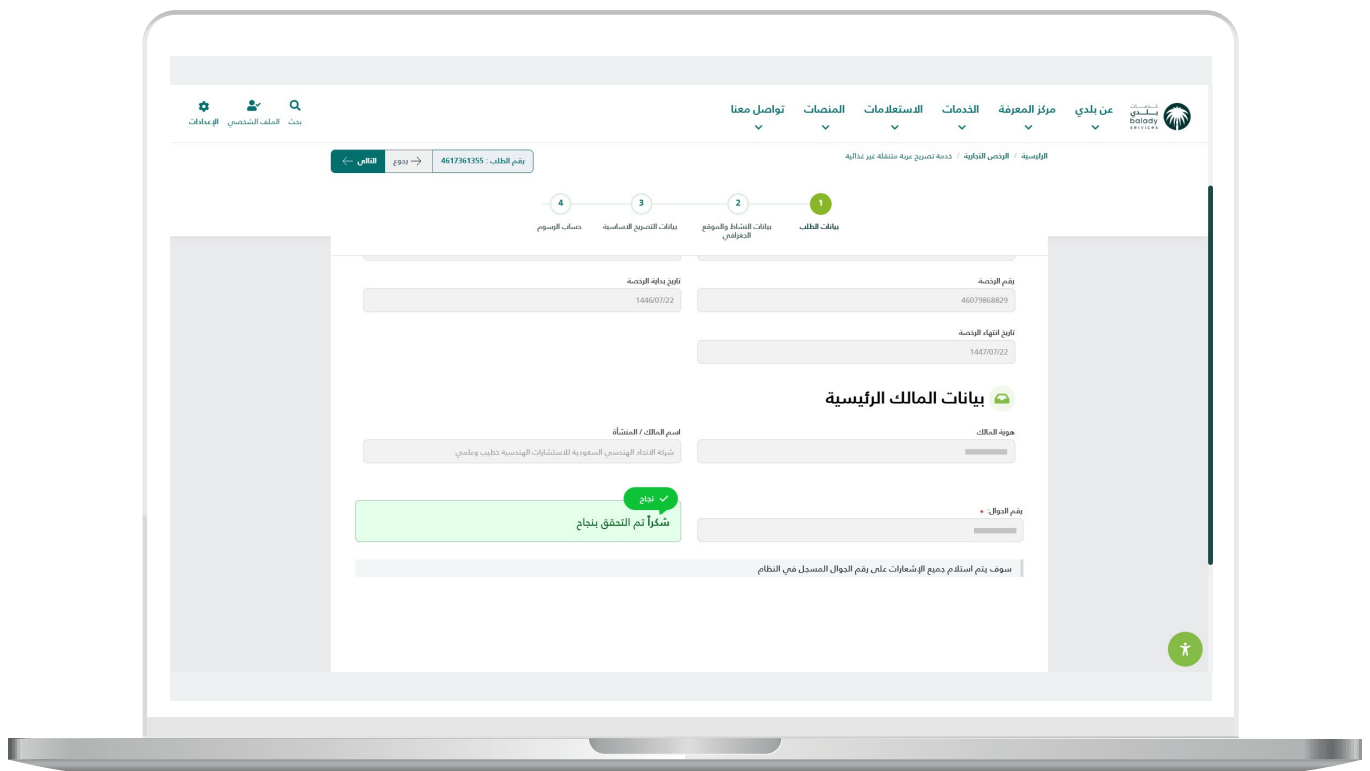 خدمات
بلدي
balady
services
عن بلدي
مركز المعرفة
الخدمات
الاستعلامات
المنصات
تواصل معنا
بحث
الملف الشخصي
الإعدادات
الرئيسية / الرخص التجارية / خدمة تصريح عربة متنقلة غير غذائية
رقم الطلب : 4617361355
رجوع
التالي
1
2
3
4
بيانات الطلب
بيانات النشاط والموقع الجغرافي
بيانات التصريح الاساسية
حساب الرسوم
رقم الرخصة
تاريخ بداية الرخصة
46079868829
1446/07/22
تاريخ انتهاء الرخصة
1447/07/22
بيانات المالك الرئيسية
هوية المالك
اسم المالك / المنشأة
شركة الاتحاد الهندسي السعودية للاستشارات الهندسية خطيب وعلمي
رقم الجوال: *
نجاح
شكراً تم التحقق بنجاح
سوف يتم استلام جميع الإشعارات على رقم الجوال المسجل في النظام